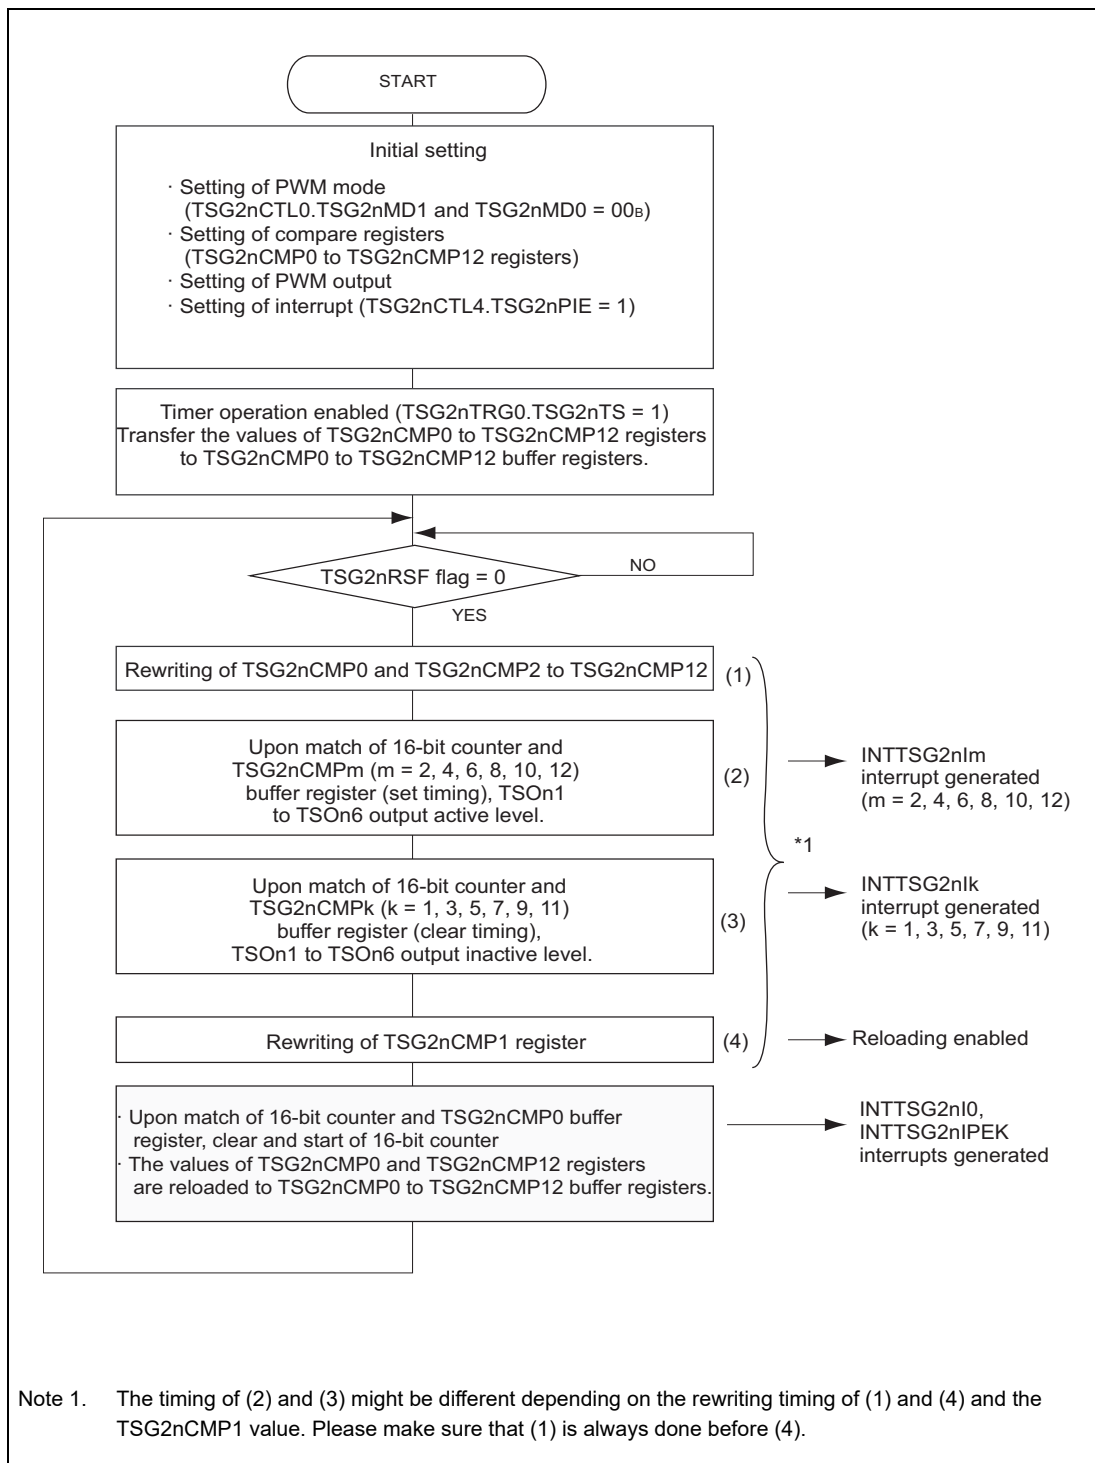 START
Initial setting
· Setting of PWM mode
(TSG2nCTL0.TSG2nMD1 and TSG2nMD0 = 00B)
· Setting of compare registers
(TSG2nCMP0 to TSG2nCMP12 registers)
· Setting of PWM output
· Setting of interrupt (TSG2nCTL4.TSG2nPIE = 1)
Timer operation enabled (TSG2nTRG0.TSG2nTS = 1)
Transfer the values of TSG2nCMP0 to TSG2nCMP12 registers
to TSG2nCMP0 to TSG2nCMP12 buffer registers.
TSG2nRSF flag = 0
NO
YES
Rewriting of TSG2nCMP0 and TSG2nCMP2 to TSG2nCMP12
(1)
Upon match of 16-bit counter and
TSG2nCMPm (m = 2, 4, 6, 8, 10, 12)
buffer register (set timing), TSOn1
to TSOn6 output active level.
(2)
INTTSG2nIm
interrupt generated
(m = 2, 4, 6, 8, 10, 12)
*1
Upon match of 16-bit counter and
TSG2nCMPk (k = 1, 3, 5, 7, 9, 11)
buffer register (clear timing),
TSOn1 to TSOn6 output inactive level.
(3)
INTTSG2nIk
interrupt generated
(k = 1, 3, 5, 7, 9, 11)
Rewriting of TSG2nCMP1 register
(4)
Reloading enabled
· Upon match of 16-bit counter and TSG2nCMP0 buffer
register, clear and start of 16-bit counter
· The values of TSG2nCMP0 and TSG2nCMP12 registers
are reloaded to TSG2nCMP0 to TSG2nCMP12 buffer registers.
INTTSG2nI0,
INTTSG2nIPEK
interrupts generated
Note 1. The timing of (2) and (3) might be different depending on the rewriting timing of (1) and (4) and the
TSG2nCMP1 value. Please make sure that (1) is always done before (4).